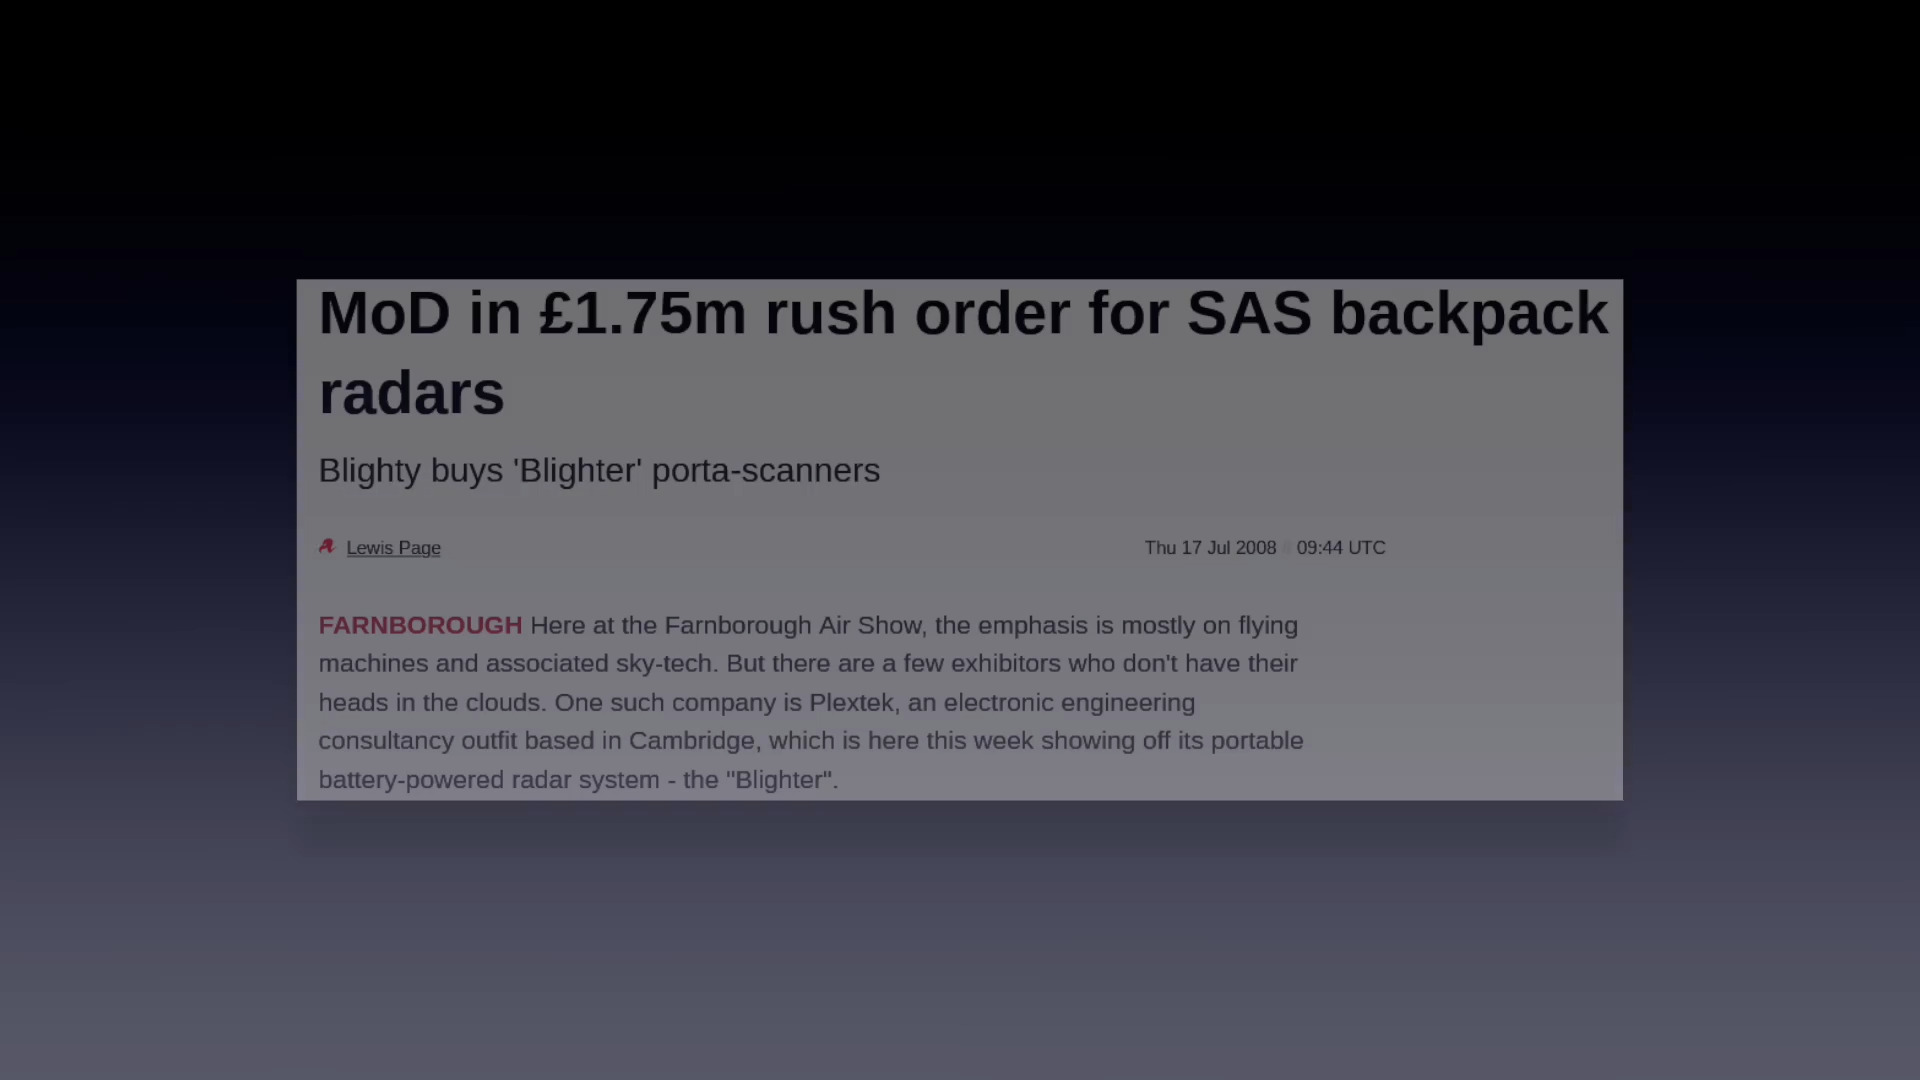 MoD in £1.75m rush order for SAS backpack
radars
Blighty buys 'Blighter' porta-scanners
Lewis Page
Thu 17 Jul 2008 // 09:44 UTC
FARNBOROUGH Here at the Farnborough Air Show, the emphasis is mostly on flying
machines and associated sky-tech. But there are a few exhibitors who don't have their
heads in the clouds. One such company is Plextek, an electronic engineering
consultancy outfit based in Cambridge, which is here this week showing off its portable
battery-powered radar system - the "Blighter".